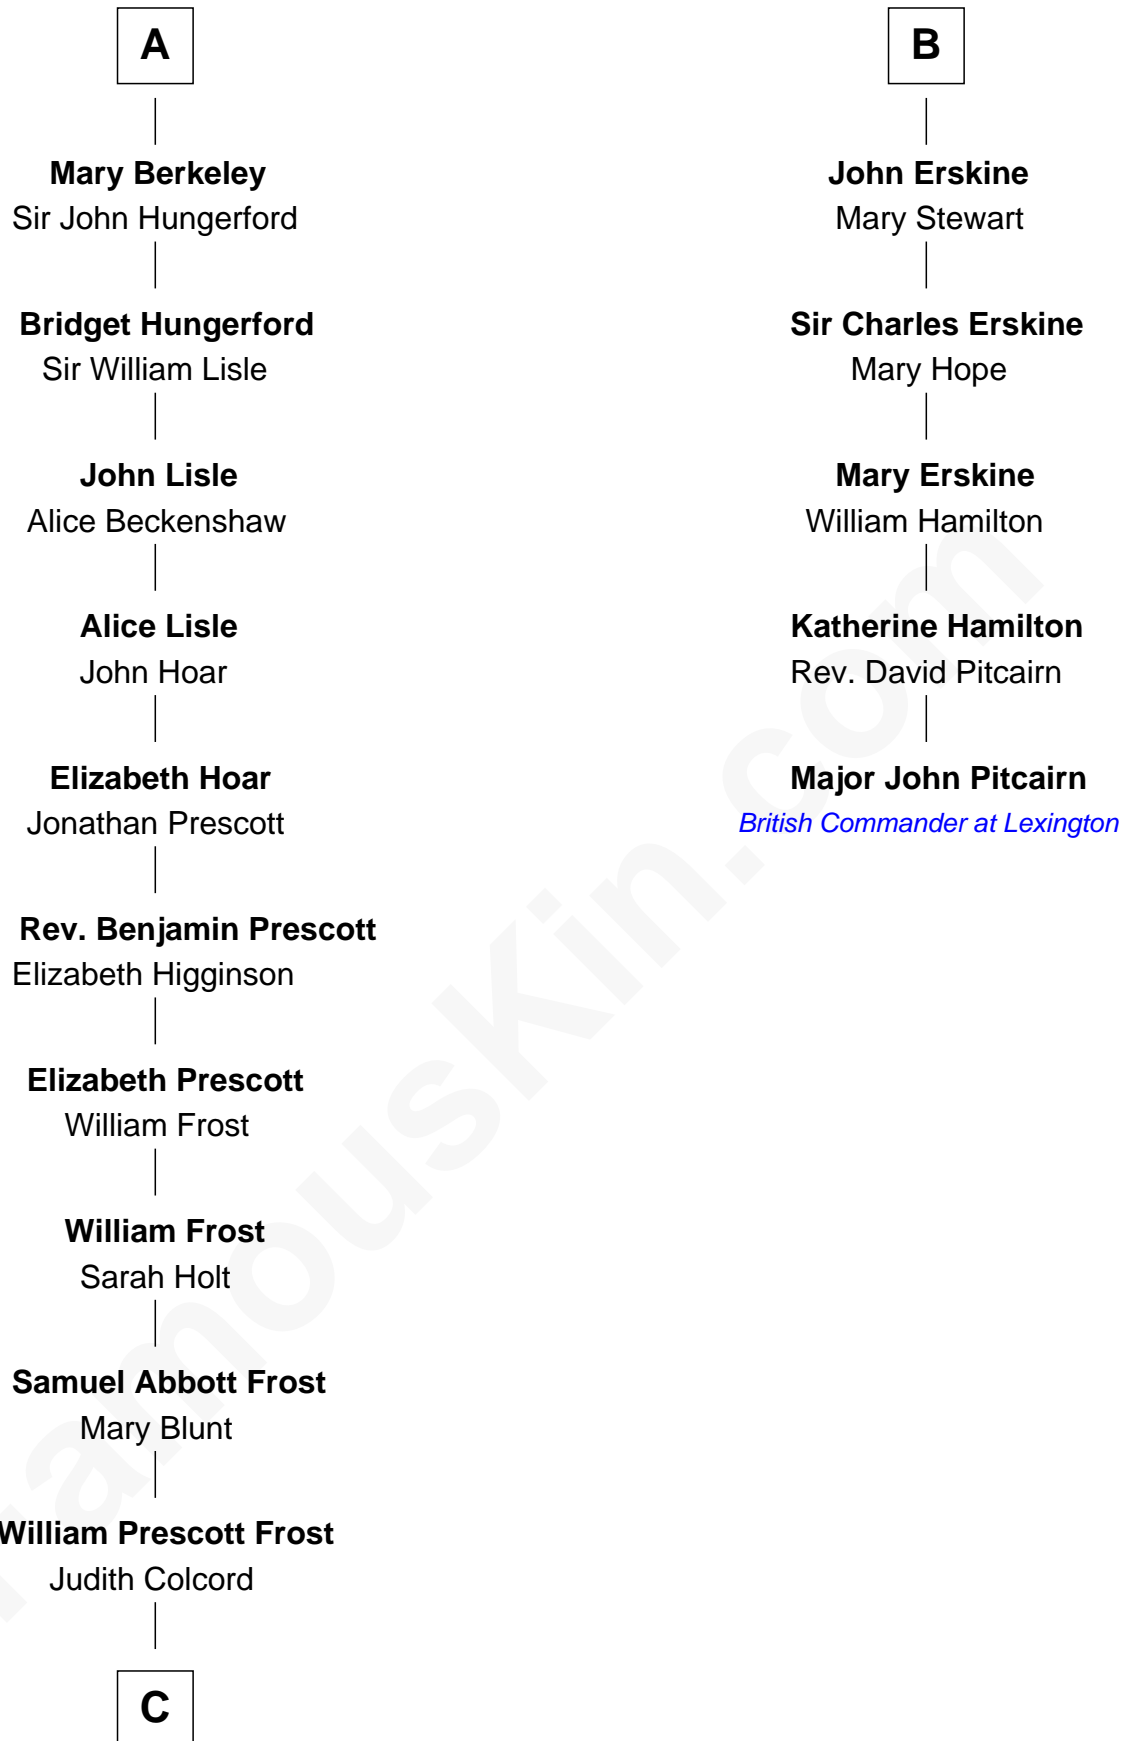 A
Mary Berkeley
Sir John Hungerford
Bridget Hungerford
Sir William Lisle
John Lisle
Alice Beckenshaw
Alice Lisle
John Hoar
Elizabeth Hoar
Jonathan Prescott
Rev. Benjamin Prescott
Elizabeth Higginson
Elizabeth Prescott
William Frost
William Frost
Sarah Holt
Samuel Abbott Frost
Mary Blunt
William Prescott Frost
Judith Colcord
C
B
John Erskine
Mary Stewart
Sir Charles Erskine
Mary Hope
Mary Erskine
William Hamilton
Katherine Hamilton
Rev. David Pitcairn
Major John Pitcairn
British Commander at Lexington
FamousKin.com